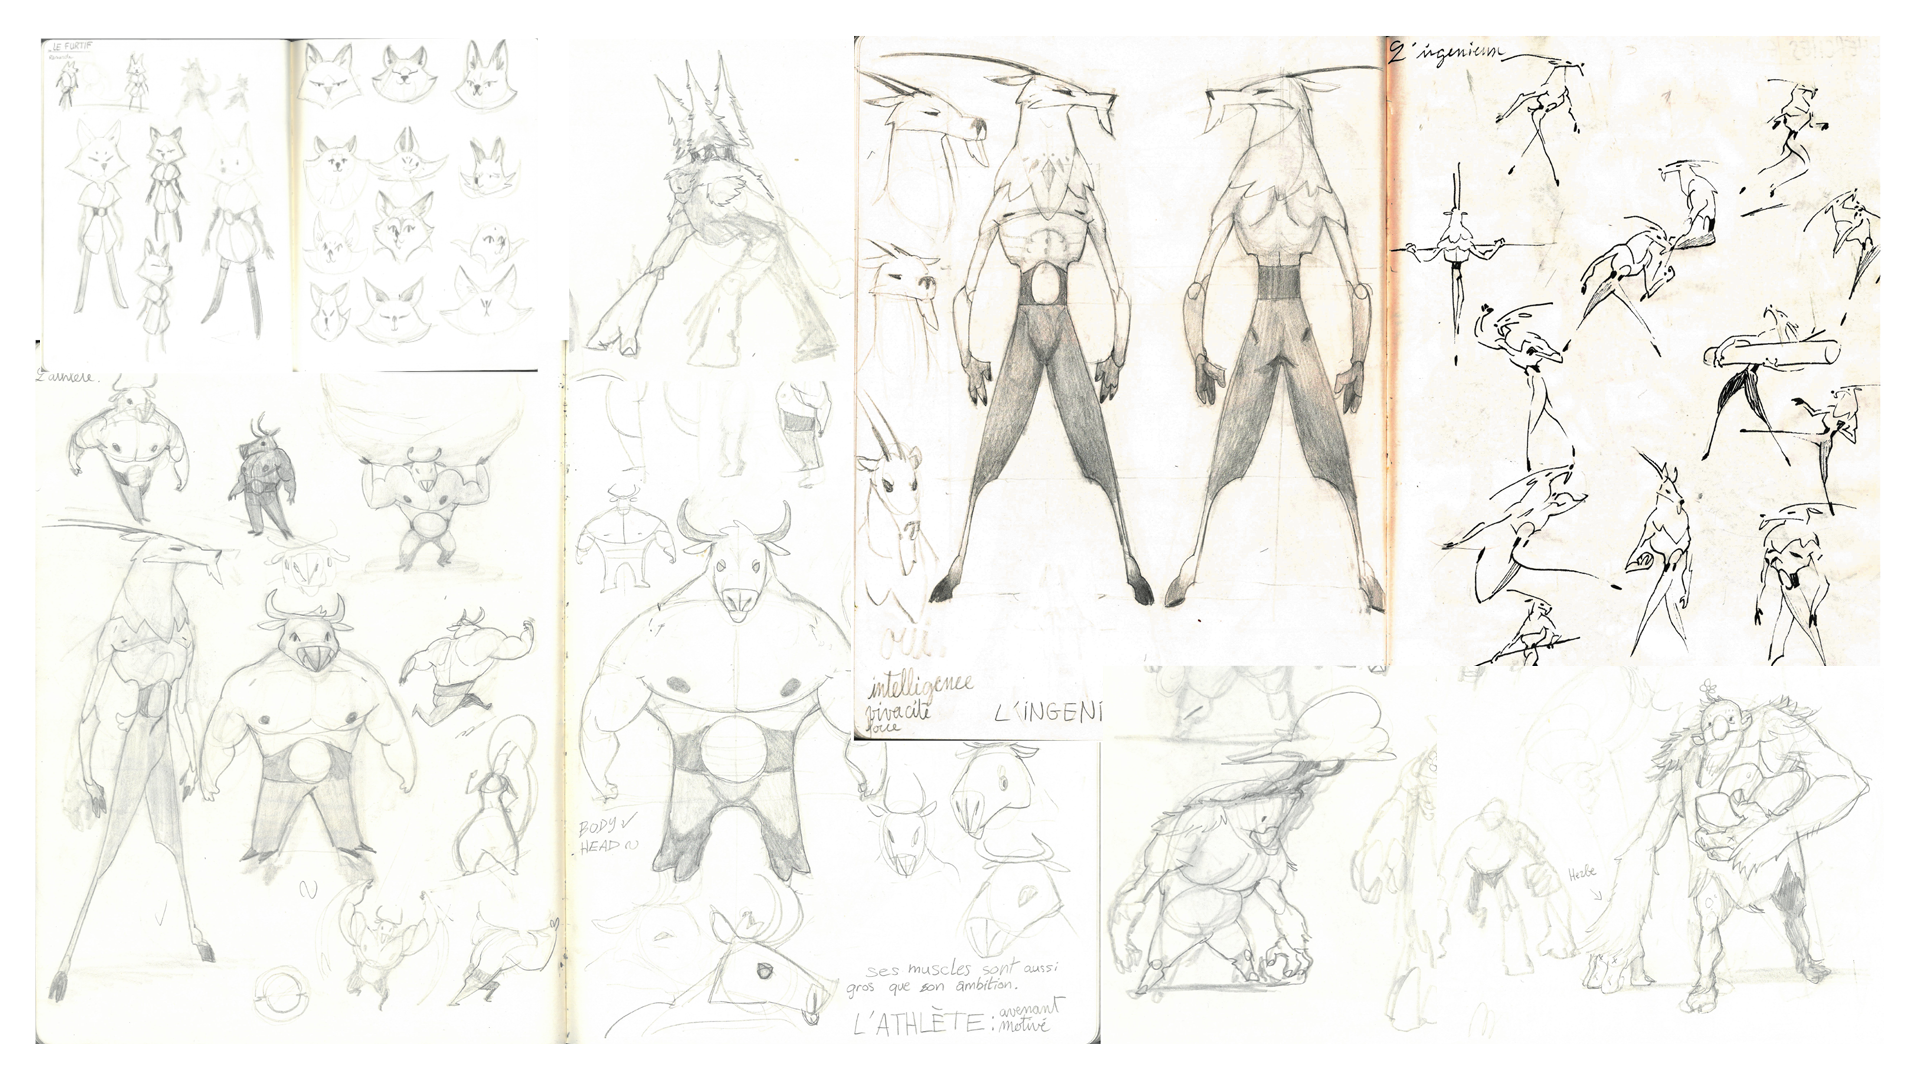 LE FURTIF
L'ingenieux
oui
intelligence
vivacité
force
L'INGENI
BODY ✓
HEAD ~
Herbe
ses muscles sont aussi
gros que son ambition.
L'ATHLÈTE : avenant
motivé